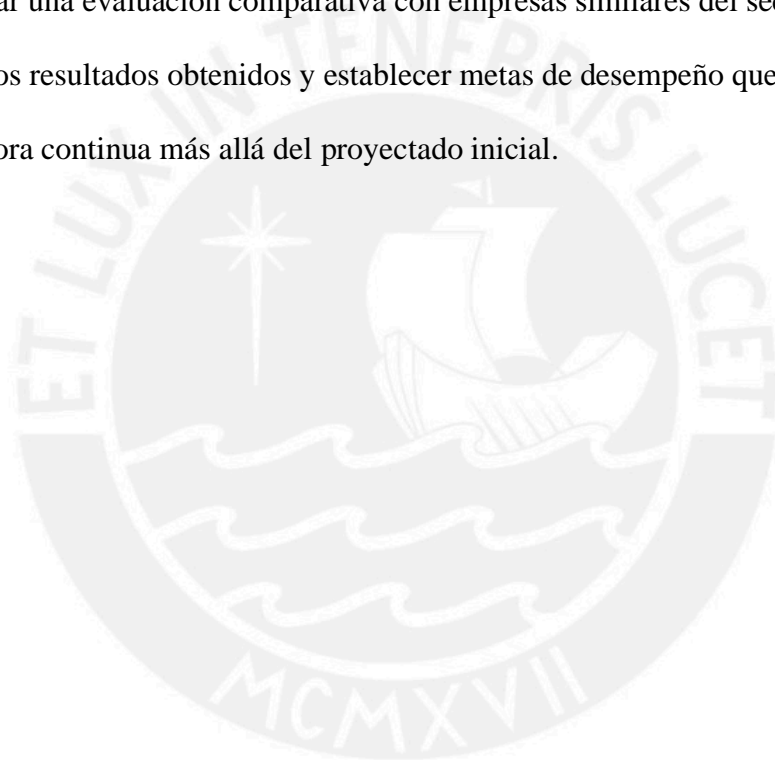 ar una evaluación comparativa con empresas similares del se
os resultados obtenidos y establecer metas de desempeño que
ora continua más allá del proyectado inicial.
ET LUX IN TENEBRIS LUCET
MCMXVII